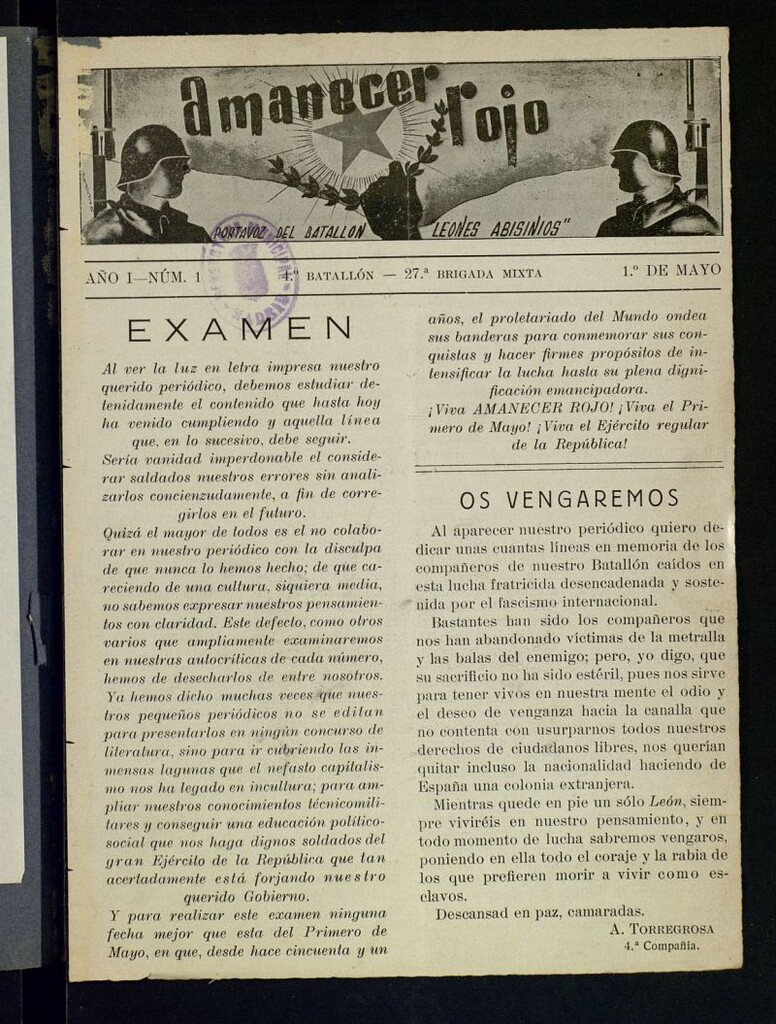 amanecer rojo
PORTAVOZ DEL BATALLON LEONES ABISINIOS"
AÑO I—NÚM. 1
4.º BATALLÓN — 27.ª BRIGADA MIXTA
1.º DE MAYO
EXAMEN
Al ver la luz en letra impresa nuestro
querido periódico, debemos estudiar de-
tenidamente el contenido que hasta hoy
ha venido cumpliendo y aquella línea
que, en lo sucesivo, debe seguir.
Sería vanidad imperdonable el conside-
rar saldados nuestros errores sin anali-
zarlos concienzudamente, a fin de corre-
girlos en el futuro.
Quizá el mayor de todos es el no colabo-
rar en nuestro periódico con la disculpa
de que nunca lo hemos hecho; de que ca-
reciendo de una cultura, siquiera media,
no sabemos expresar nuestros pensamien-
tos con claridad. Este defecto, como otros
varios que ampliamente examinaremos
en nuestras autocríticas de cada número,
hemos de desecharlos de entre nosotros.
Ya hemos dicho muchas veces que nues-
tros pequeños periódicos no se editan
para presentarlos en ningún concurso de
literatura, sino para ir cubriendo las in-
mensas lagunas que el nefasto capitalis-
mo nos ha legado en incultura; para am-
pliar nuestros conocimientos técnicomili-
tares y conseguir una educación político-
social que nos haga dignos soldados del
gran Ejército de la República que tan
acertadamente está forjando nuestro
querido Gobierno.
Y para realizar este examen ninguna
fecha mejor que esta del Primero de
Mayo, en que, desde hace cincuenta y un
años, el proletariado del Mundo ondea
sus banderas para conmemorar sus con-
quistas y hacer firmes propósitos de in-
tensificar la lucha hasta su plena digni-
ficación emancipadora.
¡Viva AMANECER ROJO! ¡Viva el Pri-
mero de Mayo! ¡Viva el Ejército regular
de la República!
OS VENGAREMOS
Al aparecer nuestro periódico quiero de-
dicar unas cuantas líneas en memoria de los
compañeros de nuestro Batallón caídos en
esta lucha fratricida desencadenada y soste-
nida por el fascismo internacional.
Bastantes han sido los compañeros que
nos han abandonado víctimas de la metralla
y las balas del enemigo; pero, yo digo, que
su sacrificio no ha sido estéril, pues nos sirve
para tener vivos en nuestra mente el odio y
el deseo de venganza hacia la canalla que
no contenta con usurparnos todos nuestros
derechos de ciudadanos libres, nos querían
quitar incluso la nacionalidad haciendo de
España una colonia extranjera.
Mientras quede en pie un sólo León, siem-
pre viviréis en nuestro pensamiento, y en
todo momento de lucha sabremos vengaros,
poniendo en ella todo el coraje y la rabia de
los que prefieren morir a vivir como es-
clavos.
Descansad en paz, camaradas.
A. TORREGROSA
4.ª Compañía.